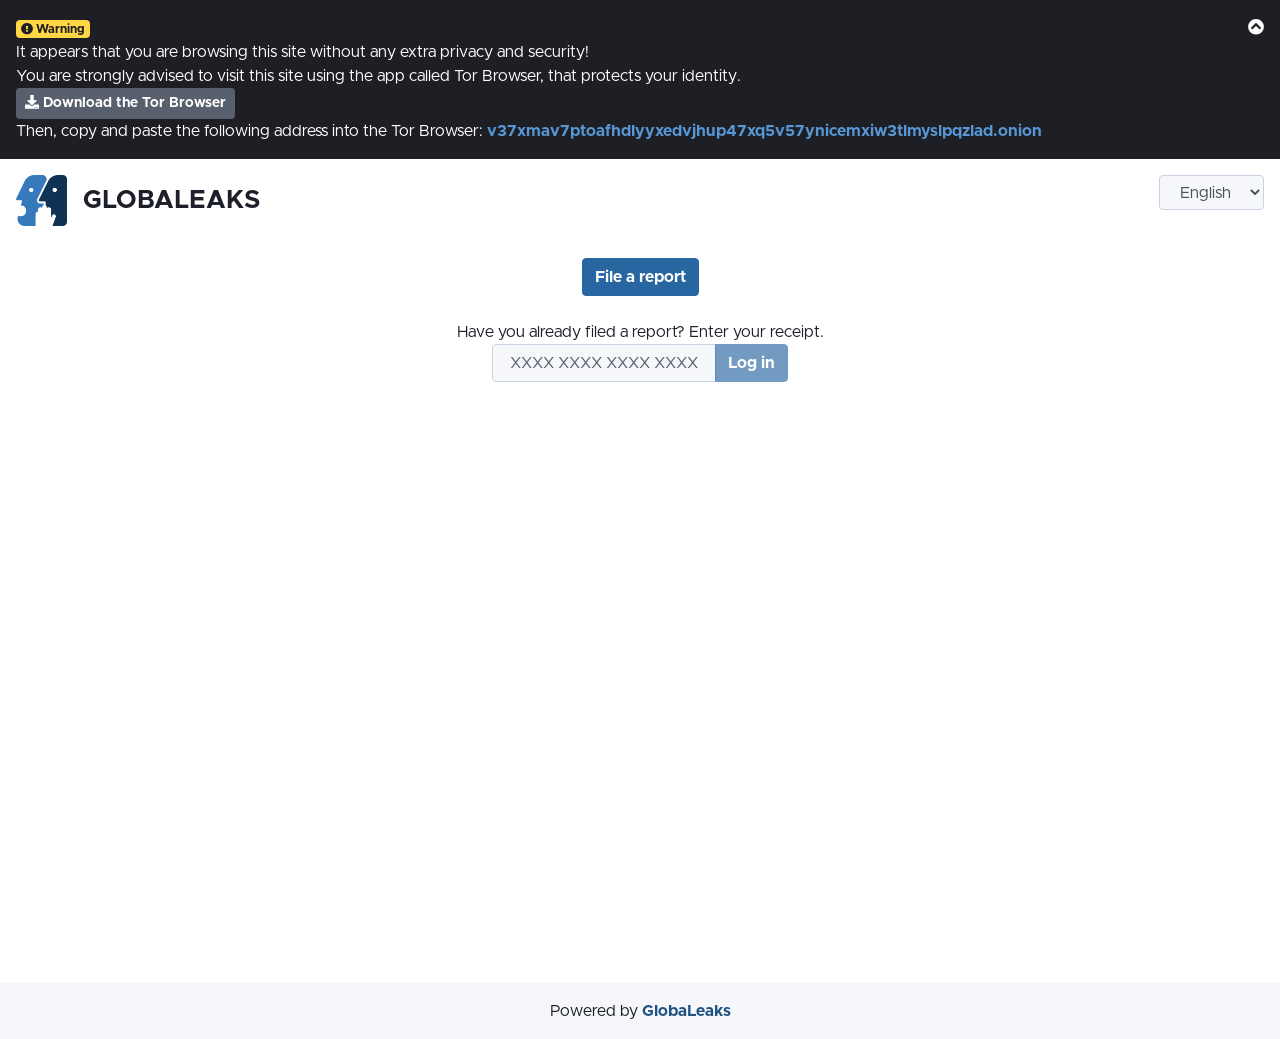 Warning
It appears that you are browsing this site without any extra privacy and security!
You are strongly advised to visit this site using the app called Tor Browser, that protects your identity.
Download the Tor Browser
Then, copy and paste the following address into the Tor Browser: v37xmav7ptoafhdlyyxedvjhup47xq5v57ynicemxiw3tlmyslpqzlad.onion
GLOBALEAKS
English
File a report
Have you already filed a report? Enter your receipt.
XXXX XXXX XXXX XXXX Log in
Powered by GlobaLeaks